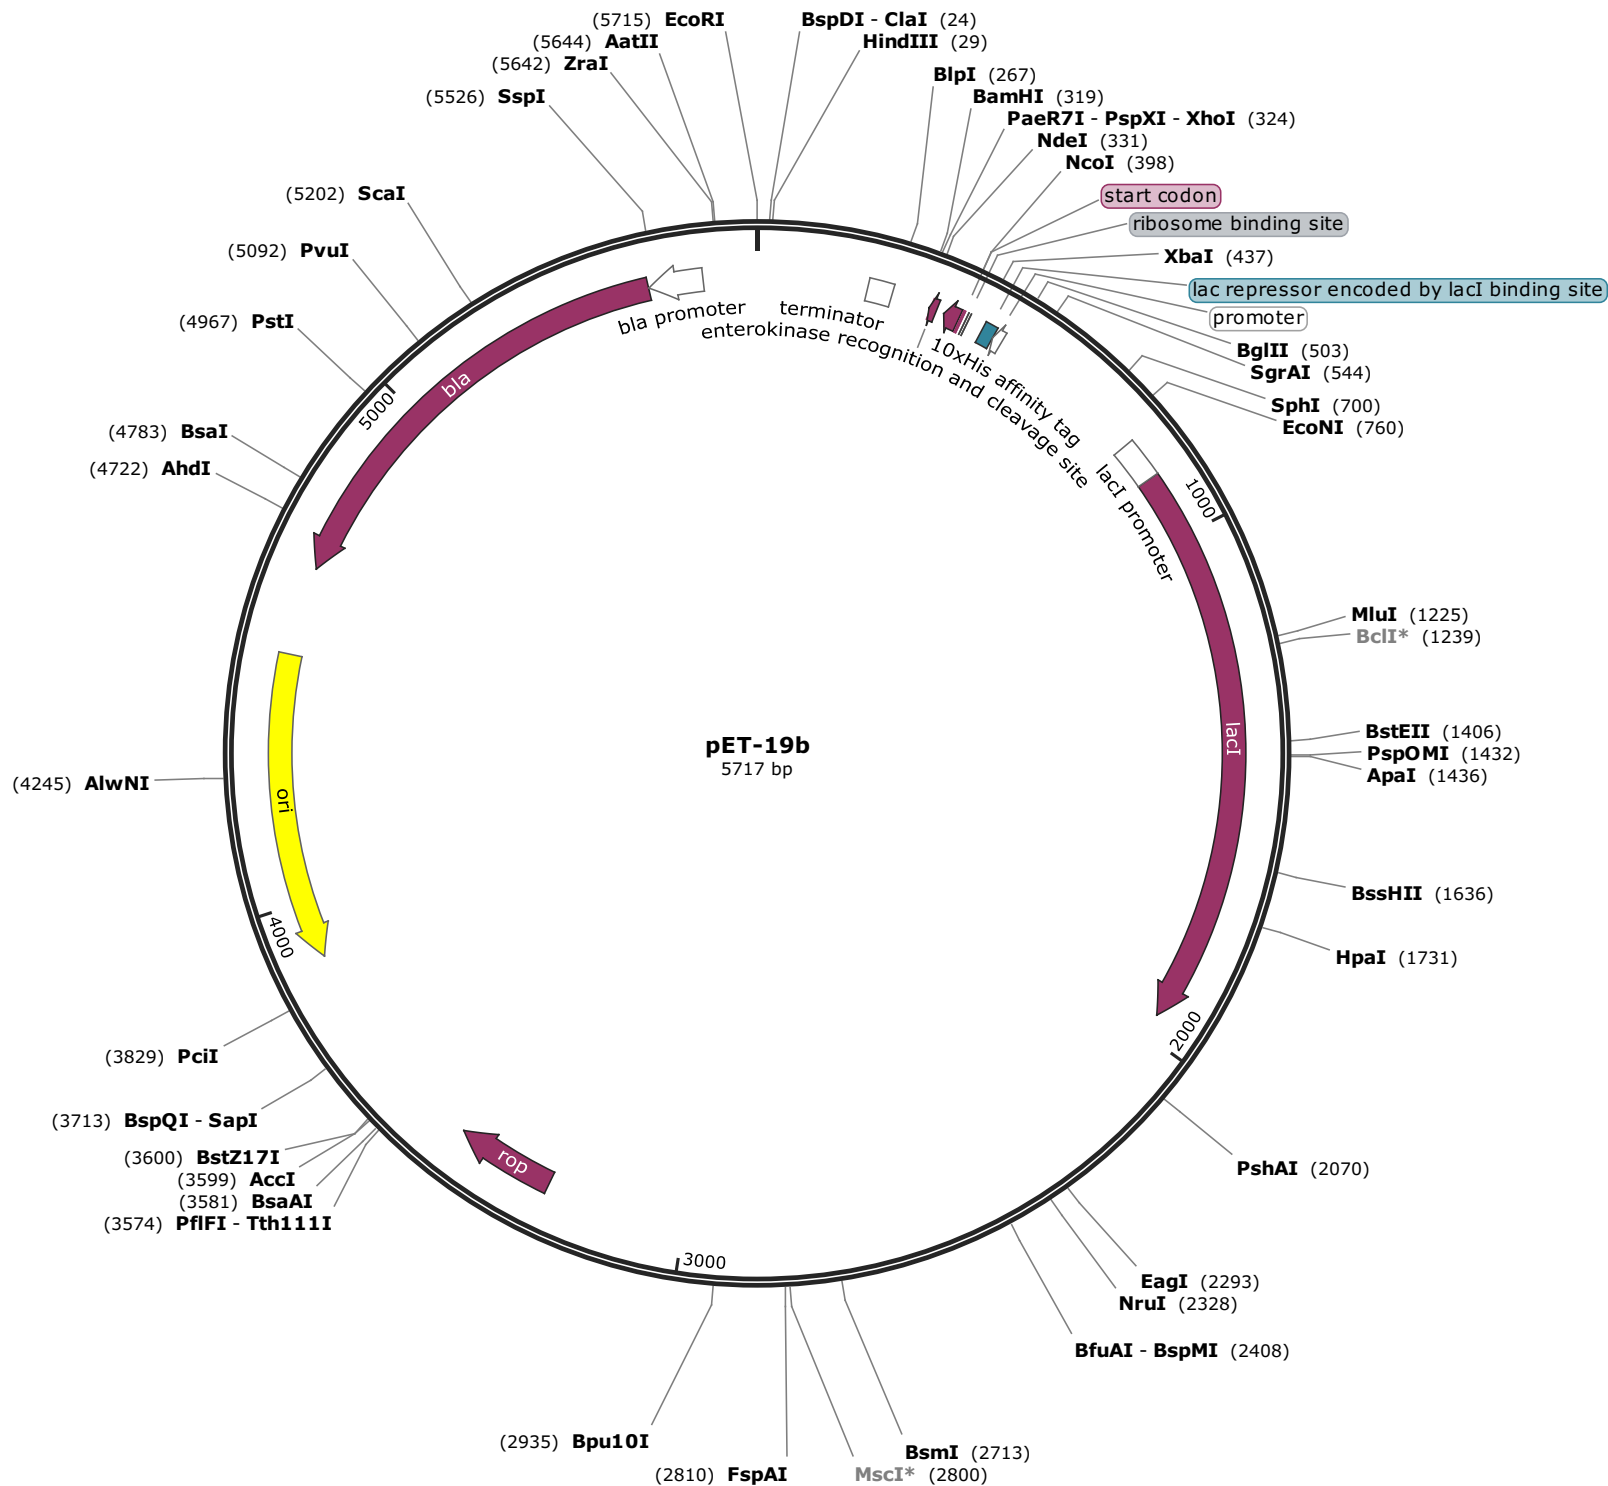 (5715) EcoRI
(5644) AatII
(5642) ZraI
(5526) SspI
(5202) ScaI
(5092) PvuI
(4967) PstI
(4783) BsaI
(4722) AhdI
(4245) AlwNI
(3829) PciI
(3713) BspQI - SapI
(3600) BstZ17I
(3599) AccI
(3581) BsaAI
(3574) PflFI - Tth111I
(2935) Bpu10I
(2810) FspAI
MscI* (2800)
BsmI (2713)
BfuAI - BspMI (2408)
NruI (2328)
EagI (2293)
PshAI (2070)
HpaI (1731)
BssHII (1636)
ApaI (1436)
PspOMI (1432)
BstEII (1406)
BclI* (1239)
MluI (1225)
EcoNI (760)
SphI (700)
SgrAI (544)
BglII (503)
promoter
lac repressor encoded by lacI binding site
XbaI (437)
ribosome binding site
start codon
NcoI (398)
NdeI (331)
PaeR7I - PspXI - XhoI (324)
BamHI (319)
BlpI (267)
HindIII (29)
BspDI - ClaI (24)
bla promoter
terminator
enterokinase recognition and cleavage site
10xHis affinity tag
lacI promoter
lacI
bla
ori
rop
1000
2000
3000
4000
5000
pET-19b
5717 bp